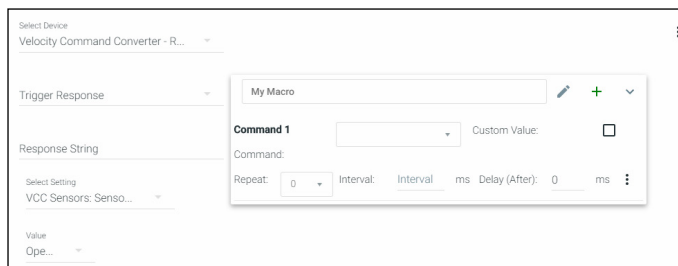 Select Device
Velocity Command Converter - R...
Trigger Response
Response String
Select Setting
VCC Sensors: Senso...
Value
Ope...
My Macro
Command 1
Custom Value:
Command:
Repeat: 0 Interval: Interval ms Delay (After): 0 ms